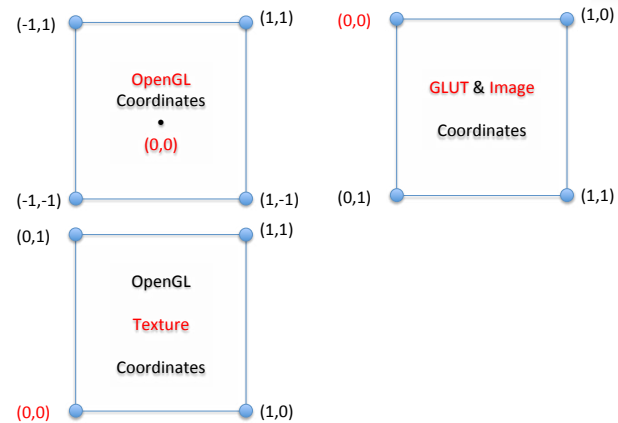 (-1,1)
(1,1)
OpenGL
Coordinates
•
(0,0)
(-1,-1)
(1,-1)
(0,0)
(1,0)
GLUT & Image
Coordinates
(0,1)
(1,1)
(0,1)
(1,1)
OpenGL
Texture
Coordinates
(0,0)
(1,0)